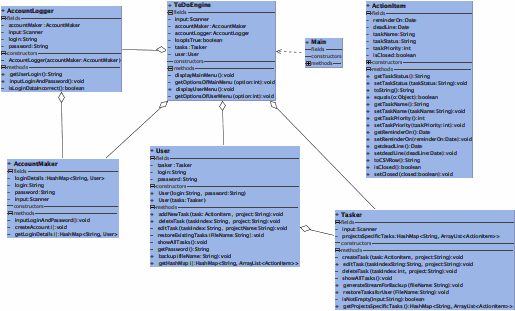 AccountLogger
fields
accountMaker: AccountMaker
input: Scanner
login: String
password: String
constructors
AccountLogger(accountMaker: AccountMaker)
methods
getUserLogin(): String
inputLoginAndPassword(): void
isLoginDataIncorrect(): boolean
ToDoEngine
fields
input: Scanner
accountMaker: AccountMaker
accountLogger: AccountLogger
loopIsTrue: boolean
tasks: Tasker
user: User
constructors
methods
displayMainMenu(): void
getOptionsOfMainMenu (option: int): void
displayUserMenu(): void
getOptionsOfUserMenu (option: int): void
Main
fields
constructors
methods
ActionItem
fields
reminderOn: Date
deadLine: Date
taskName: String
taskStatus: String
taskPriority: int
isClosed: boolean
constructors
methods
getTaskStatus(): String
setTaskStatus (taskStatus: String): void
toString(): String
equals(o: Object): boolean
getTaskName(): String
setTaskName (taskName: String): void
getTaskPriority(): int
setTaskPriority (taskPriority: int): void
getReminderOn(): Date
setReminderOn(reminderOn: Date): void
getdeadLine(): Date
setdeadLine (deadLine: Date): void
toCSVRow(): String
isClosed(): boolean
setClosed (closed: boolean): void
AccountMaker
fields
loginDetails: HashMap<String, User>
login: String
password: String
input: Scanner
constructors
methods
inputLoginAndPassword(): void
createAccount (): void
getLoginDetails (): HashMap<String, User>
User
fields
tasker: Tasker
login: String
password: String
constructors
User (login: String, password: String)
User (tasks: Tasker)
methods
addNewTask (task: ActionItem, project: String): void
deleteTask (taskIndex: String, project: String): void
editTask (taskIndex: String, projectName: String): void
restoreExistingTasks (FileName: String): void
showAllTasks(): void
getPassword(): String
backup (fileName: String): void
getHashMap (): HashMap<String, ArrayList<ActionItem>>
Tasker
fields
input: Scanner
projectsSpecificTasks: HashMap<String, ArrayList<ActionItem>>
constructors
methods
createTask (task: ActionItem, project: String): void
editTask (taskIndex: String, project: String): void
deleteTask (taskIndex: int, project: String): void
showAllTasks(): void
generateStreamForBackup (fileName: String): void
restoreTasksforUser (FileName: String): void
isNotEmpty(input: String): boolean
getProjectsSpecificTasks (): HashMap<String, ArrayList<ActionItem>>